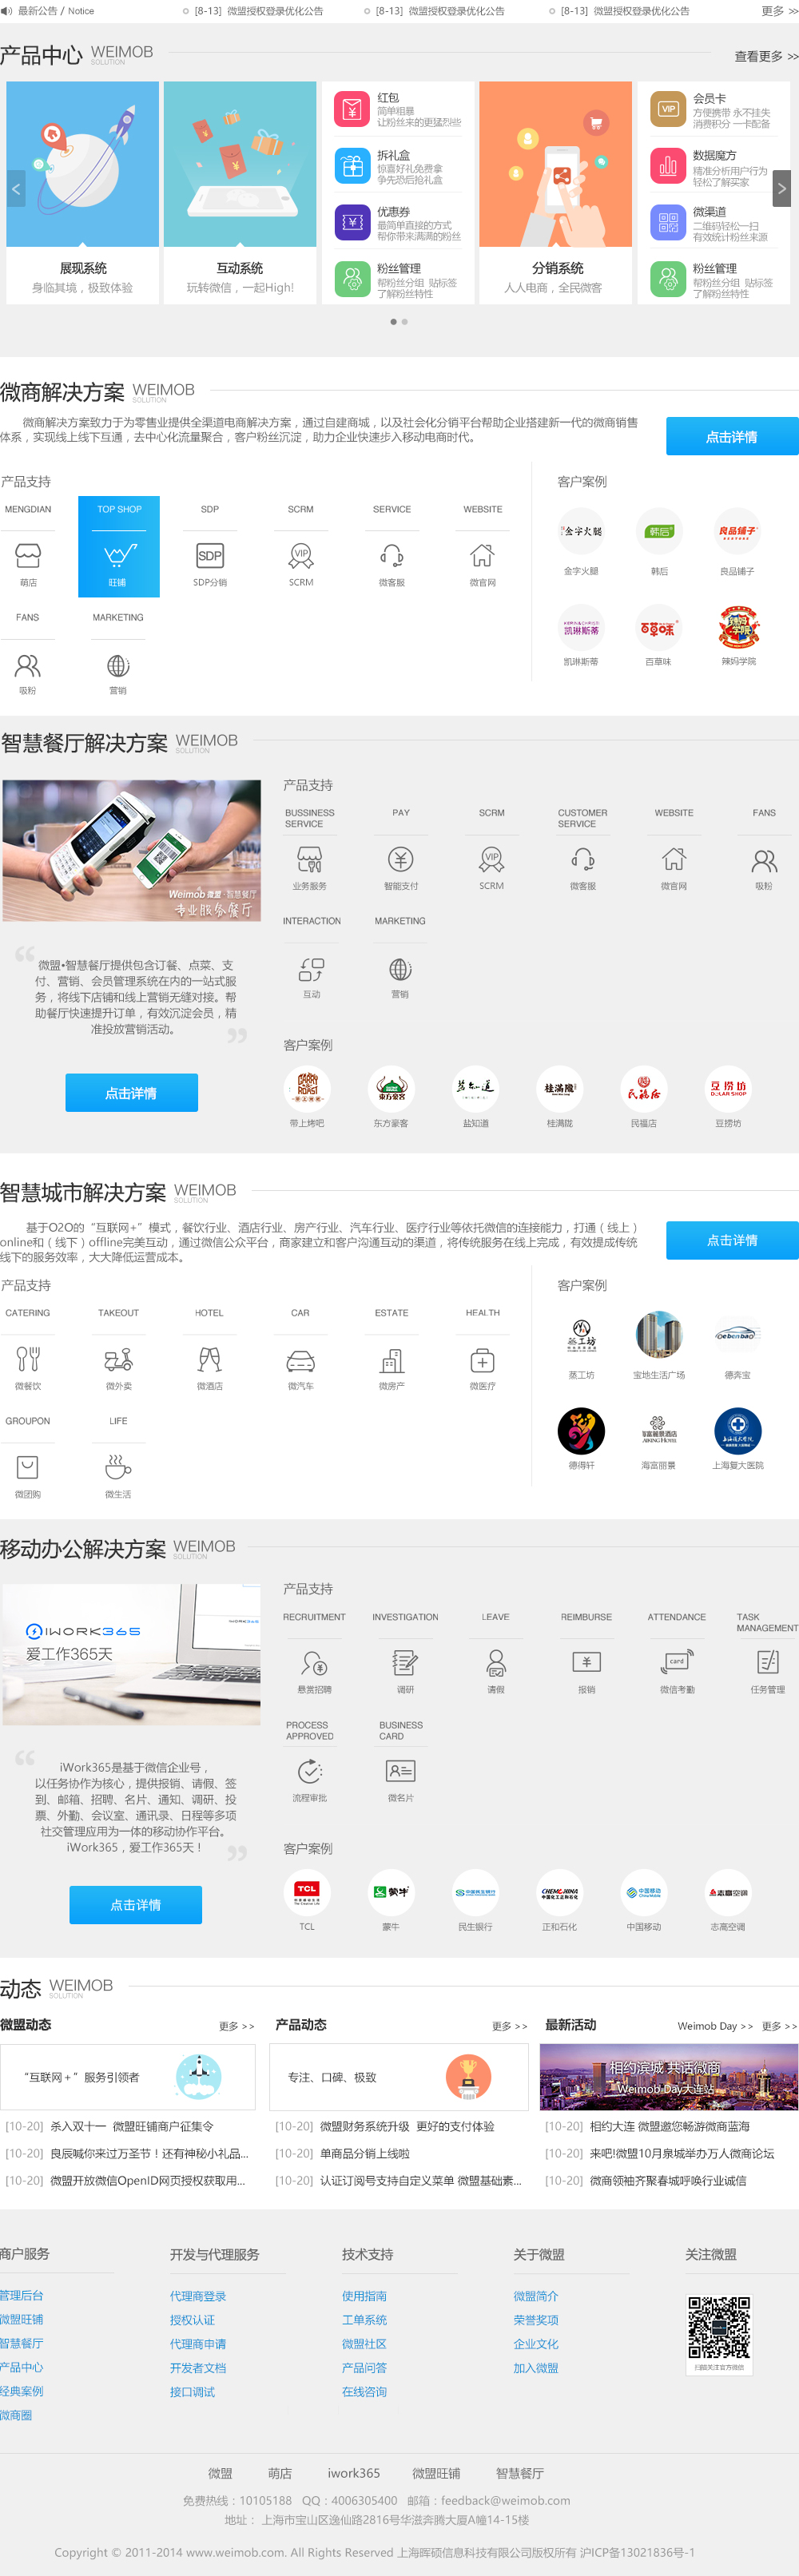 最新公告 / Notice
[8-13] 微盟授权登录优化公告
[8-13] 微盟授权登录优化公告
[8-13] 微盟授权登录优化公告
更多 >>
产品中心 WEIMOB
SOLUTION
查看更多 >>
展现系统
身临其境，极致体验
互动系统
玩转微信，一起High!
红包
简单粗暴
让粉丝来的更猛烈些
拆礼盒
惊喜好礼免费拿
争先恐后抢礼盒
优惠券
最简单直接的方式
帮你带来满满的粉丝
粉丝管理
帮粉丝分组 贴标签
了解粉丝特性
分销系统
人人电商，全民微客
VIP
会员卡
方便携带 永不挂失
消费积分 一卡配备
数据魔方
精准分析用户行为
轻松了解买家
微渠道
二维码轻松一扫
有效统计粉丝来源
粉丝管理
帮粉丝分组 贴标签
了解粉丝特性
微商解决方案 WEIMOB
SOLUTION
微商解决方案致力于为零售业提供全渠道电商解决方案，通过自建商城，以及社会化分销平台帮助企业搭建新一代的微商销售
体系，实现线上线下互通，去中心化流量聚合，客户粉丝沉淀，助力企业快速步入移动电商时代。
点击详情
产品支持
MENGDIAN
TOP SHOP
SDP
SCRM
SERVICE
WEBSITE
SDP
VIP
萌店
旺铺
SDP分销
SCRM
微客服
微官网
FANS
MARKETING
吸粉
营销
客户案例
金字火腿
韩后
良品铺子
金字火腿
韩后
良品铺子
凯琳斯蒂
百草味
凯琳斯蒂
百草味
辣妈学院
智慧餐厅解决方案 WEIMOB
SOLUTION
Weimob 微盟·智慧餐厅
专业服务餐厅
微盟•智慧餐厅提供包含订餐、点菜、支
付、营销、会员管理系统在内的一站式服
务，将线下店铺和线上营销无缝对接。帮
助餐厅快速提升订单，有效沉淀会员，精
准投放营销活动。
点击详情
产品支持
BUSSINESS
SERVICE
PAY
SCRM
CUSTOMER
SERVICE
WEBSITE
FANS
VIP
业务服务
智能支付
SCRM
微客服
微官网
吸粉
INTERACTION
MARKETING
互动
营销
客户案例
東方豪客
桂满隴
豆捞坊
DOLAR SHOP
带上烤吧
东方豪客
盐知道
桂满陇
民福店
豆捞坊
智慧城市解决方案 WEIMOB
SOLUTION
基于O2O的“互联网+”模式，餐饮行业、酒店行业、房产行业、汽车行业、医疗行业等依托微信的连接能力，打通（线上）
online和（线下）offline完美互动，通过微信公众平台，商家建立和客户沟通互动的渠道，将传统服务在线上完成，有效提成传统
线下的服务效率，大大降低运营成本。
点击详情
产品支持
CATERING
TAKEOUT
HOTEL
CAR
ESTATE
HEALTH
微餐饮
微外卖
微酒店
微汽车
微房产
微医疗
GROUPON
LIFE
微团购
微生活
客户案例
蒸工坊
蒸工坊
宝地生活广场
德奔宝
德得轩
海富丽景
上海复大医院
移动办公解决方案 WEIMOB
SOLUTION
iWORK365
爱工作365天
iWork365是基于微信企业号，
以任务协作为核心，提供报销、请假、签
到、邮箱、招聘、名片、通知、调研、投
票、外勤、会议室、通讯录、日程等多项
社交管理应用为一体的移动协作平台。
iWork365，爱工作365天！
点击详情
产品支持
RECRUITMENT
INVESTIGATION
LEAVE
REIMBURSE
ATTENDANCE
TASK
MANAGEMENT
card
悬赏招聘
调研
请假
报销
微信考勤
任务管理
PROCESS
APPROVED
BUSINESS
CARD
流程审批
微名片
客户案例
TCL
蒙牛
CHEMCHINA
中国移动
志高空调
TCL
蒙牛
民生银行
正和石化
中国移动
志高空调
动态 WEIMOB
SOLUTION
微盟动态
更多 >>
“互联网+”服务引领者
[10-20] 杀入双十一 微盟旺铺商户征集令
[10-20] 良辰喊你来过万圣节！还有神秘小礼品...
[10-20] 微盟开放微信OpenID网页授权获取用...
产品动态
更多 >>
专注、口碑、极致
[10-20] 微盟财务系统升级 更好的支付体验
[10-20] 单商品分销上线啦
[10-20] 认证订阅号支持自定义菜单 微盟基础素...
最新活动
Weimob Day >> 更多 >>
相约滨城 共话微商
Weimob Day大连站
[10-20] 相约大连 微盟邀您畅游微商蓝海
[10-20] 来吧!微盟10月泉城举办万人微商论坛
[10-20] 微商领袖齐聚春城呼唤行业诚信
商户服务
管理后台
微盟旺铺
智慧餐厅
产品中心
经典案例
微商圈
开发与代理服务
代理商登录
授权认证
代理商申请
开发者文档
接口调试
技术支持
使用指南
工单系统
微盟社区
产品问答
在线咨询
关于微盟
微盟简介
荣誉奖项
企业文化
加入微盟
关注微盟
扫描关注官方微信
微盟 萌店 iwork365 微盟旺铺 智慧餐厅
免费热线：10105188 QQ：4006305400 邮箱：feedback@weimob.com
地址： 上海市宝山区逸仙路2816号华滋奔腾大厦A幢14-15楼
Copyright © 2011-2014 www.weimob.com. All Rights Reserved 上海晖硕信息科技有限公司版权所有 沪ICP备13021836号-1